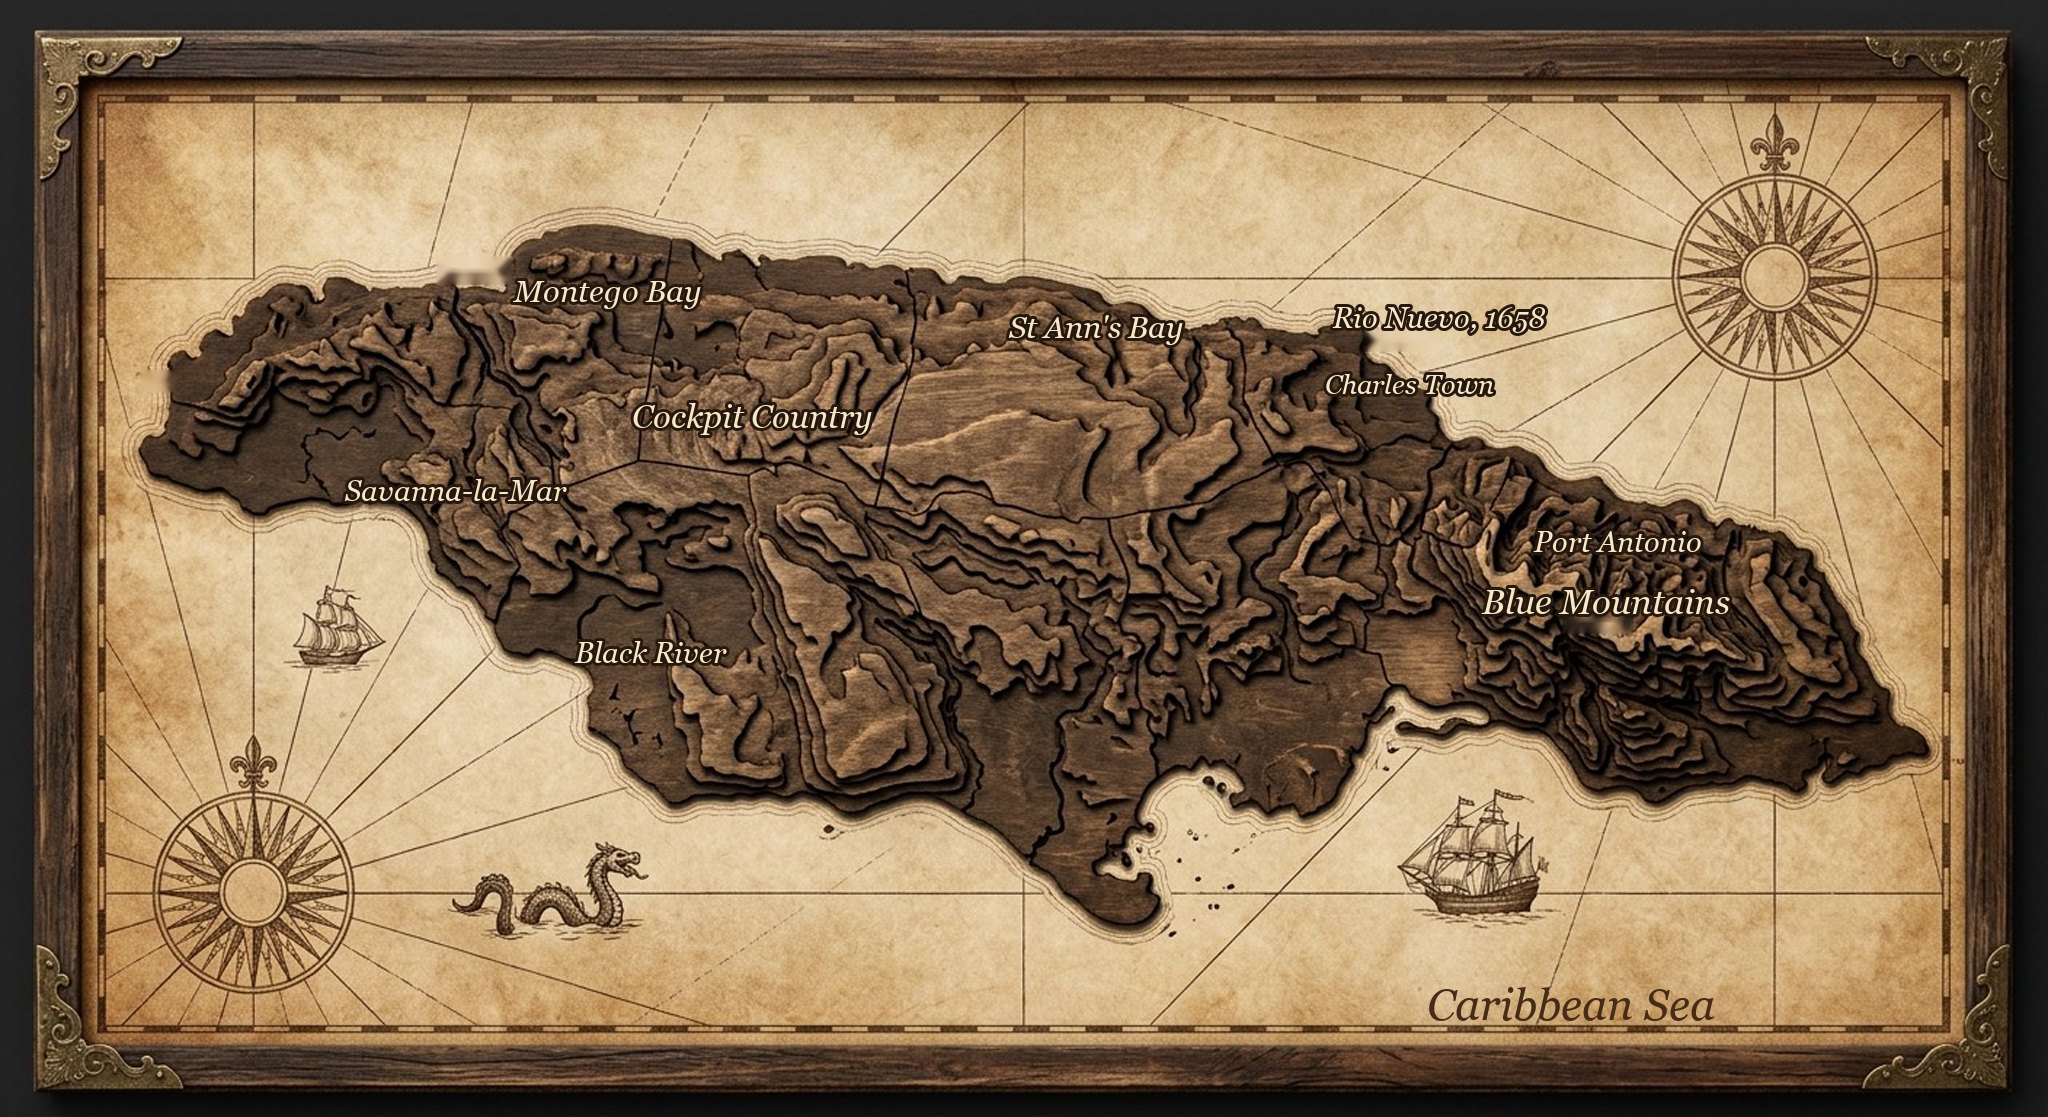 Montego Bay
Rio Nuevo, 1658
St Ann's Bay
Charles Town
Cockpit Country
Savanna-la-Mar
Port Antonio
Blue Mountains
Black River
Caribbean Sea